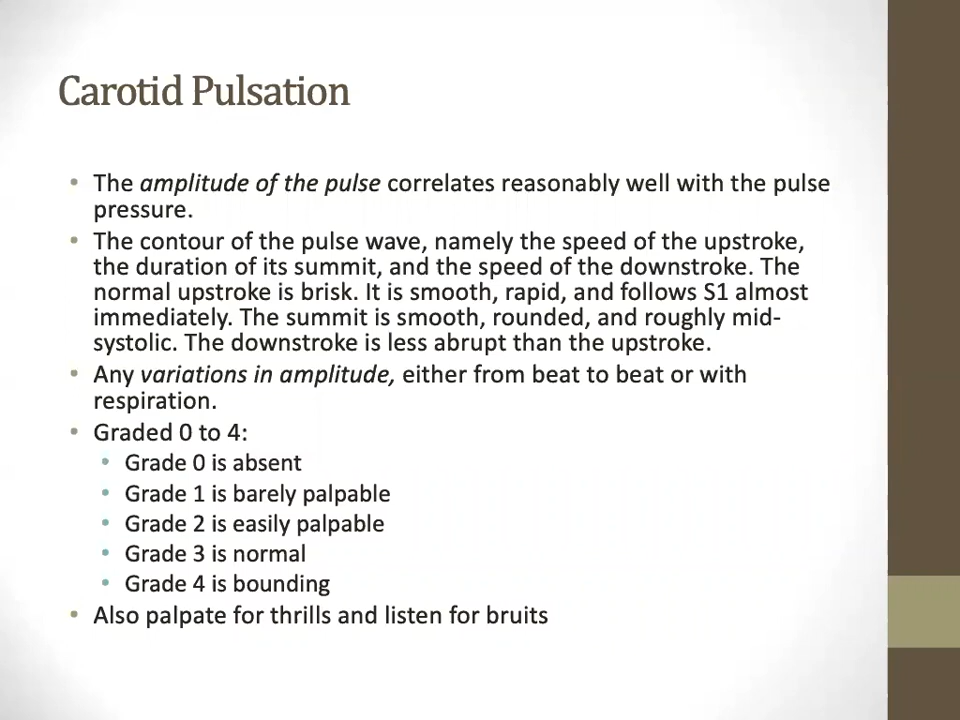 Carotid Pulsation
• The amplitude of the pulse correlates reasonably well with the pulse
pressure.
• The contour of the pulse wave, namely the speed of the upstroke,
the duration of its summit, and the speed of the downstroke. The
normal upstroke is brisk. It is smooth, rapid, and follows S1 almost
immediately. The summit is smooth, rounded, and roughly mid-
systolic. The downstroke is less abrupt than the upstroke.
• Any variations in amplitude, either from beat to beat or with
respiration.
• Graded 0 to 4:
• Grade 0 is absent
• Grade 1 is barely palpable
• Grade 2 is easily palpable
• Grade 3 is normal
• Grade 4 is bounding
• Also palpate for thrills and listen for bruits